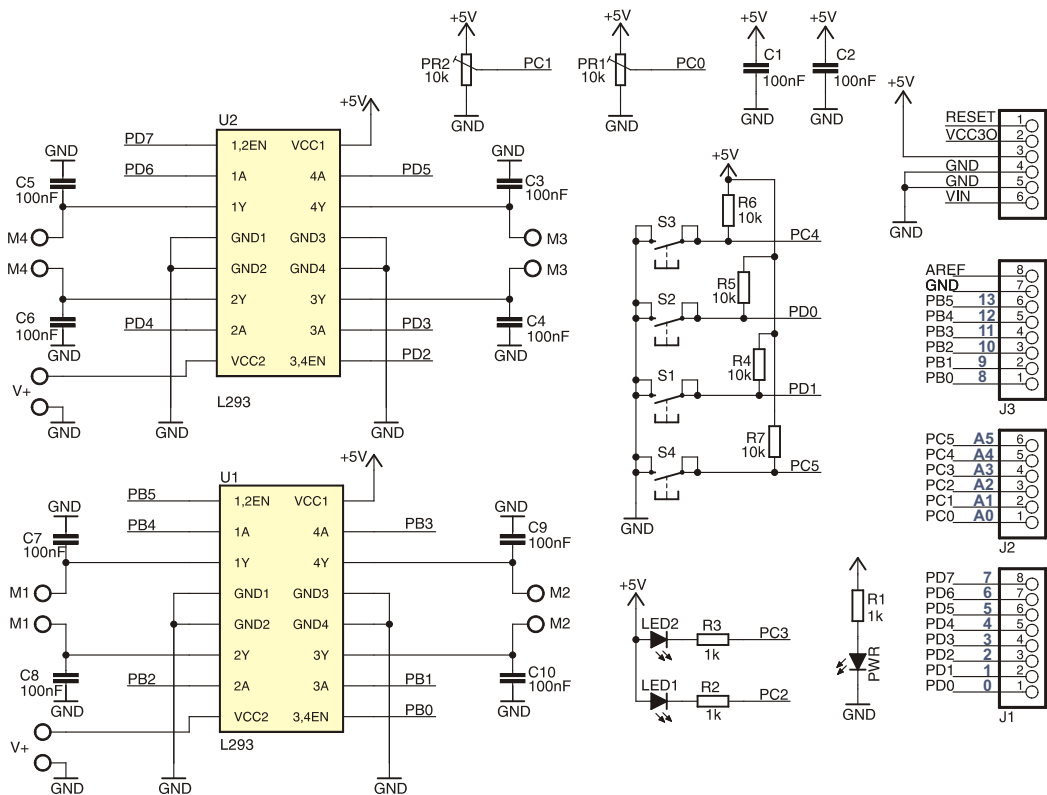 +5V
PR2
10k
PC1
GND
+5V
PR1
10k
PC0
GND
+5V
C1
100nF
GND
+5V
C2
100nF
GND
+5V
RESET 1
VCC3O 2
3
GND 4
GND 5
VIN 6
GND
+5V
U2
PD7 1,2EN VCC1
PD6 1A 4A PD5
GND
C5
100nF
1Y 4Y
GND
C3
100nF
M4 GND1 GND3 M3
M4 GND2 GND4 M3
2Y 3Y
C6
100nF
GND
PD4 2A 3A PD3
C4
100nF
GND
VCC2 3,4EN PD2
V+
GND
L293
GND
GND
+5V
R6
10k
S3
PC4
R5
10k
S2
PD0
R4
10k
S1
PD1
R7
10k
S4
PC5
GND
AREF 8
GND 7
PB5 13 6
PB4 12 5
PB3 11 4
PB2 10 3
PB1 9 2
PB0 8 1
J3
PC5 A5 6
PC4 A4 5
PC3 A3 4
PC2 A2 3
PC1 A1 2
PC0 A0 1
J2
PD7 7 8
PD6 6 7
PD5 5 6
PD4 4 5
PD3 3 4
PD2 2 3
PD1 1 2
PD0 0 1
J1
+5V
U1
PB5 1,2EN VCC1
PB4 1A 4A PB3
GND
C7
100nF
1Y 4Y
GND
C9
100nF
M1 GND1 GND3 M2
M1 GND2 GND4 M2
2Y 3Y
C8
100nF
GND
PB2 2A 3A PB1
C10
100nF
GND
VCC2 3,4EN PB0
V+
GND
L293
GND
GND
+5V
LED2
R3
1k
PC3
LED1
R2
1k
PC2
R1
1k
PWR
GND